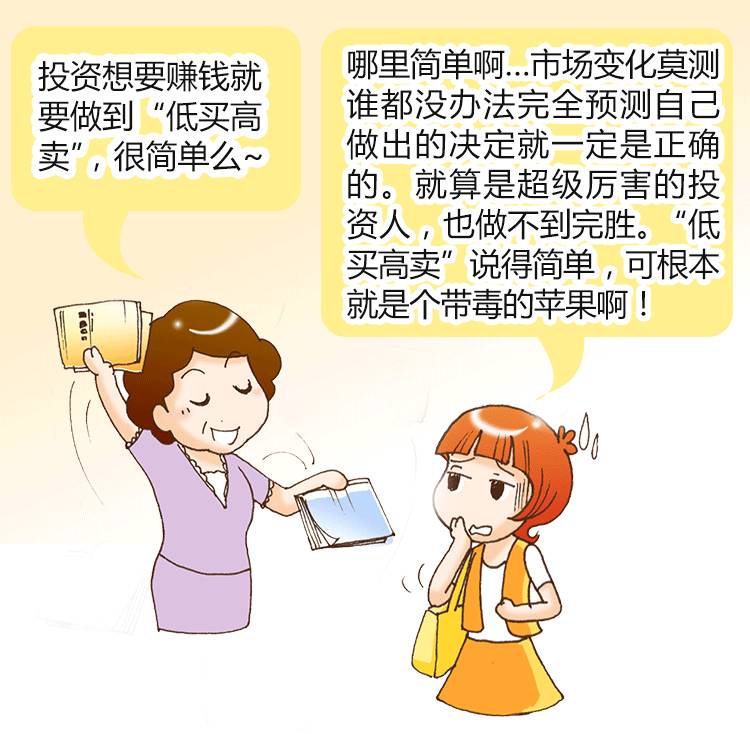 投资想要赚钱就
要做到“低买高
卖”，很简单么~
哪里简单啊...市场变化莫测
谁都没办法完全预测自己
做出的决定就一定是正确
的。就算是超级厉害的投
资人，也做不到完胜。“低
买高卖”说得简单，可根本
就是个带毒的苹果啊！